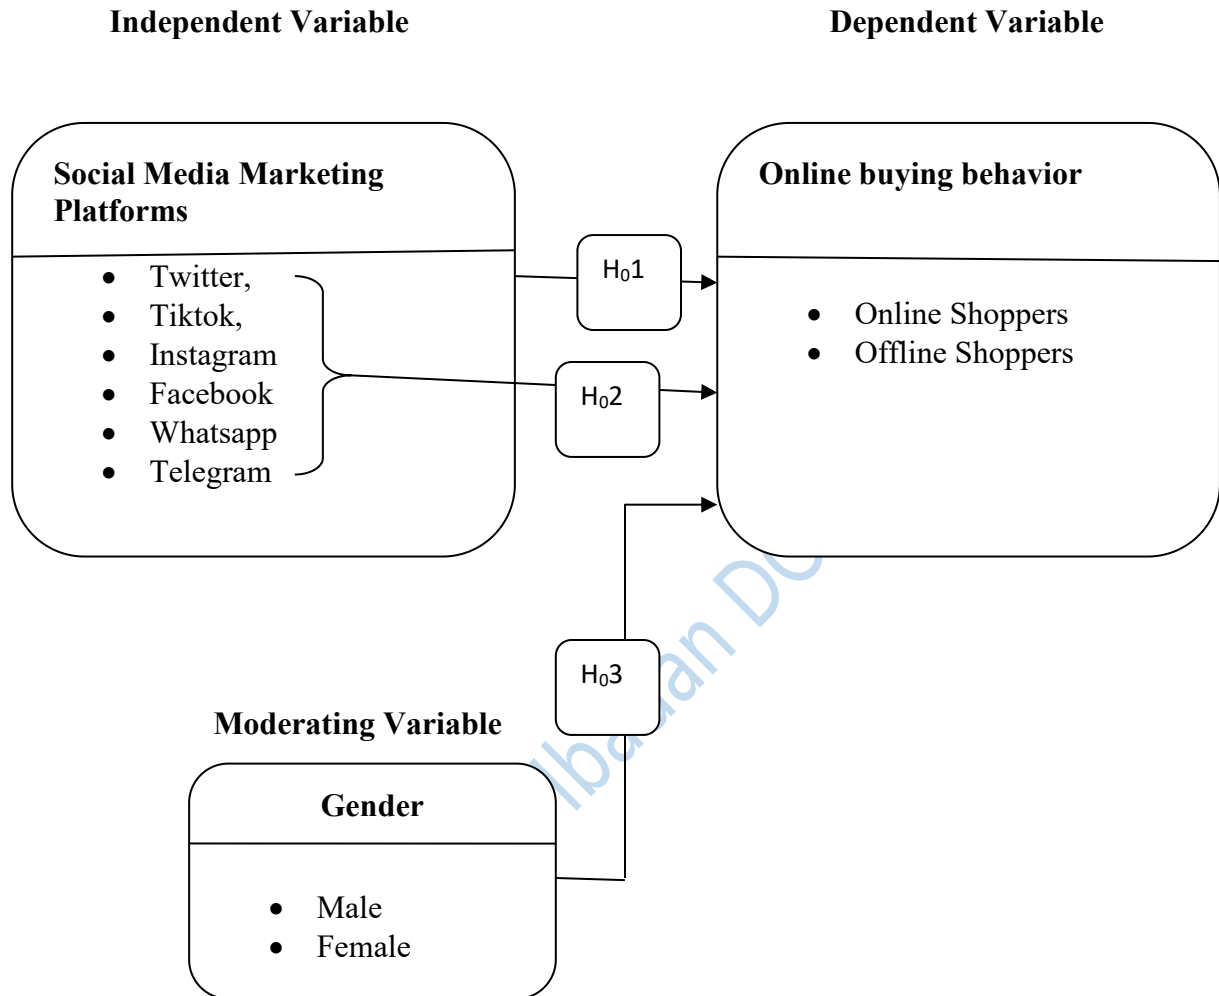 Independent Variable
Dependent Variable
Social Media Marketing
Platforms
• Twitter,
• Tiktok,
• Instagram
• Facebook
• Whatsapp
• Telegram
H₀1
H₀2
Online buying behavior
• Online Shoppers
• Offline Shoppers
H₀3
Moderating Variable
Gender
• Male
• Female